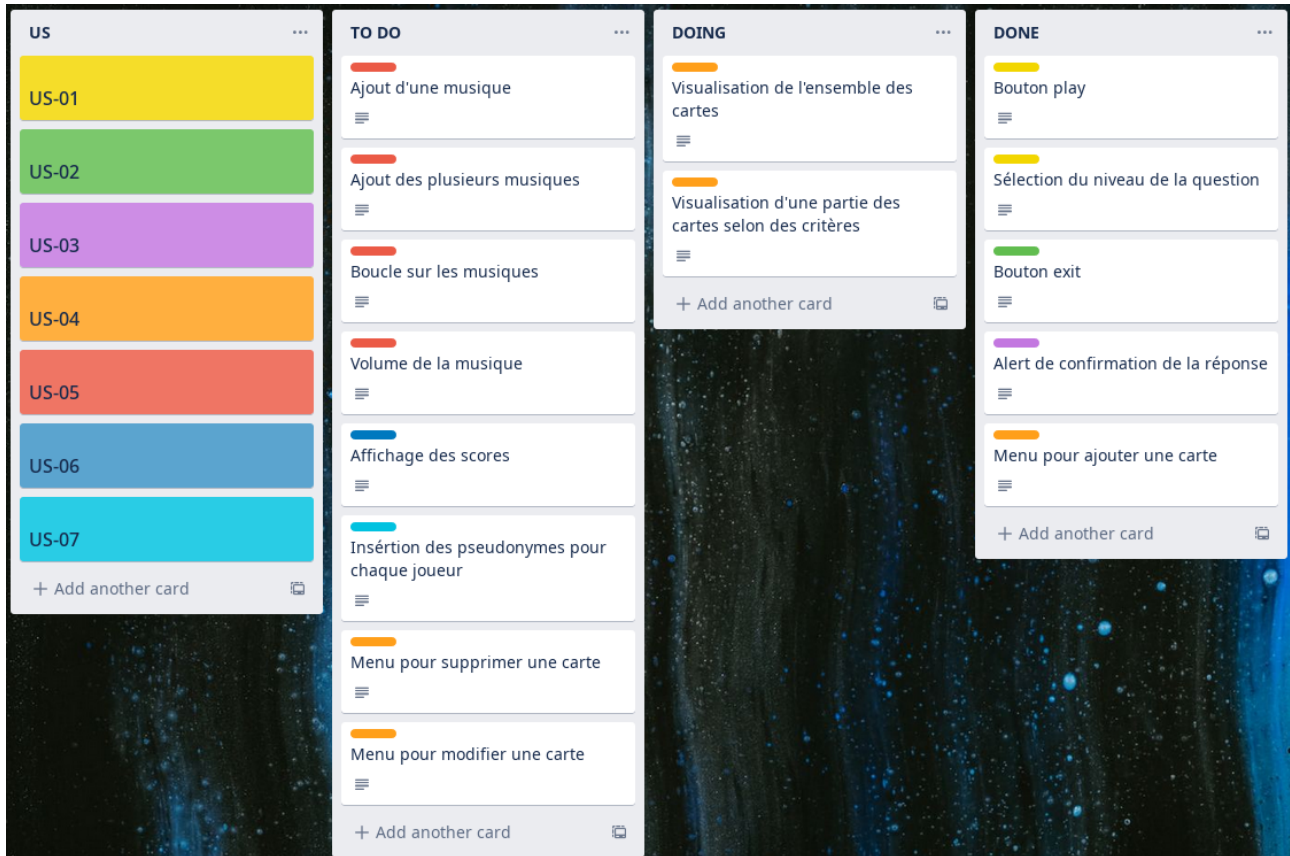 US
US-01
US-02
US-03
US-04
US-05
US-06
US-07
+ Add another card
TO DO
Ajout d'une musique
Ajout des plusieurs musiques
Boucle sur les musiques
Volume de la musique
Affichage des scores
Insértion des pseudonymes pour
chaque joueur
Menu pour supprimer une carte
Menu pour modifier une carte
+ Add another card
DOING
Visualisation de l'ensemble des
cartes
Visualisation d'une partie des
cartes selon des critères
+ Add another card
DONE
Bouton play
Sélection du niveau de la question
Bouton exit
Alert de confirmation de la réponse
Menu pour ajouter une carte
+ Add another card